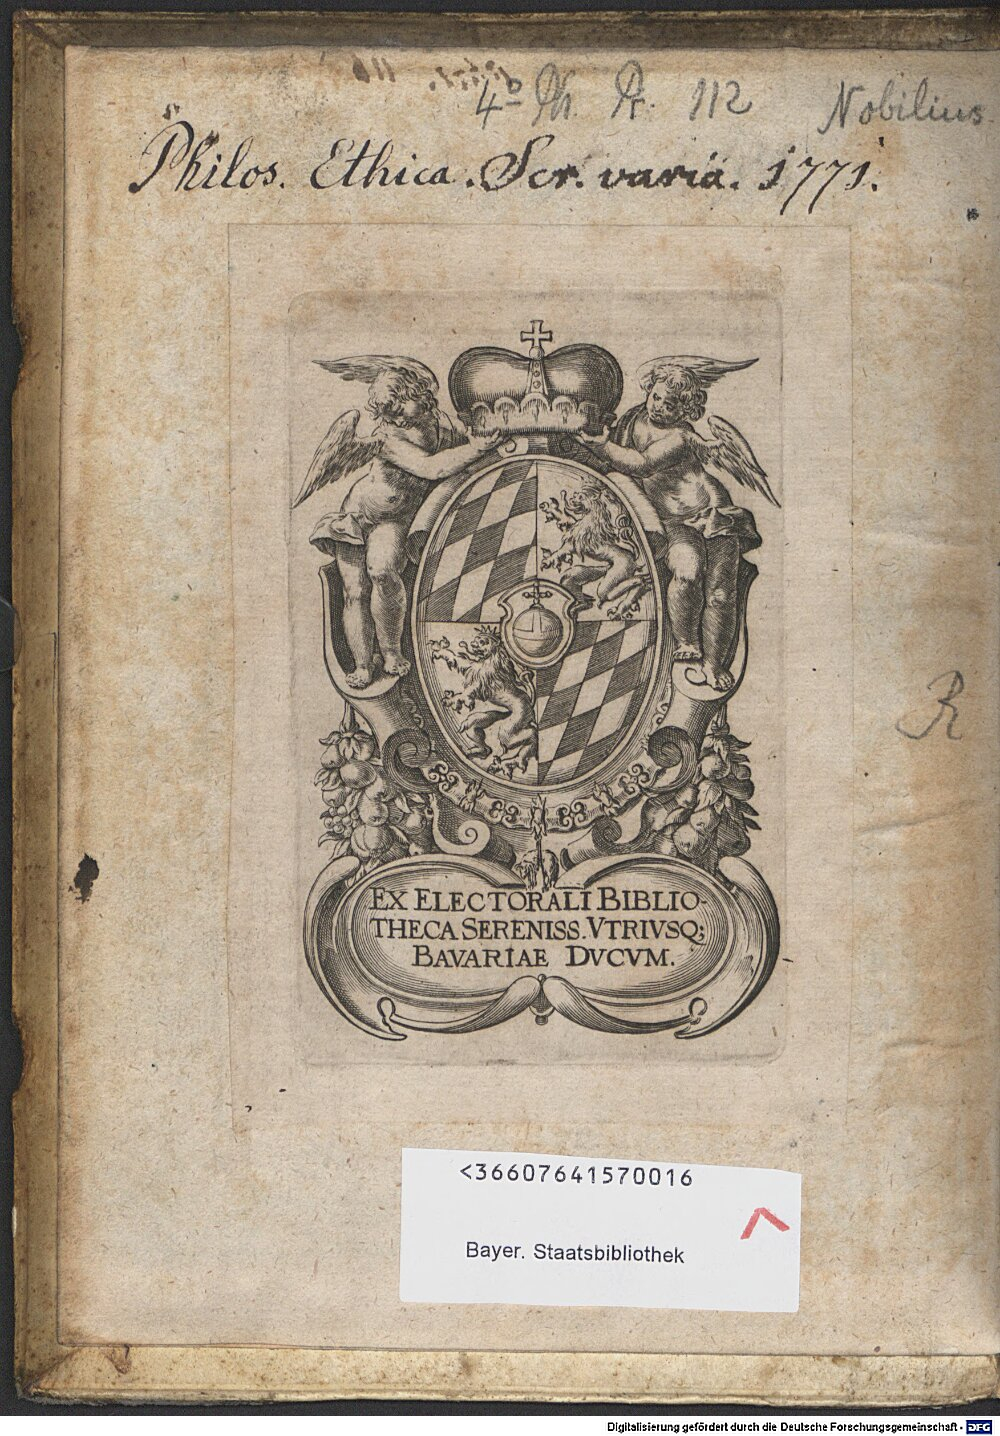 4º Ph. Pr. 112 Nobilius.
Philos. Ethica. Scr. varia. 1771.
R
EX ELECTORALI BIBLIO-
THECA SERENISS. VTRIVSQ;
BAVARIAE DVCVM.
<36607641570016
Bayer. Staatsbibliothek
Digitalisierung gefördert durch die Deutsche Forschungsgemeinschaft - DFG